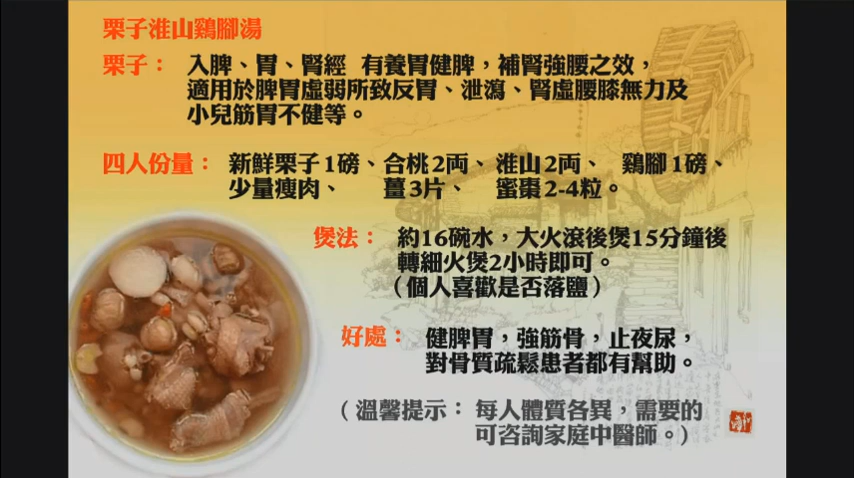 栗子淮山鷄腳湯
栗子： 入脾、胃、腎經 有養胃健脾，補腎強腰之效，
適用於脾胃虛弱所致反胃、泄瀉、腎虛腰膝無力及
小兒筋胃不健等。
四人份量： 新鮮栗子1磅、合桃2両、淮山2両、 鷄腳1磅、
少量瘦肉、 薑3片、 蜜棗2-4粒。
煲法： 約16碗水，大火滾後煲15分鐘後
轉細火煲2小時即可。
（個人喜歡是否落鹽）
好處： 健脾胃，強筋骨，止夜尿，
對骨質疏鬆患者都有幫助。
（溫馨提示： 每人體質各異，需要的
可咨詢家庭中醫師。）